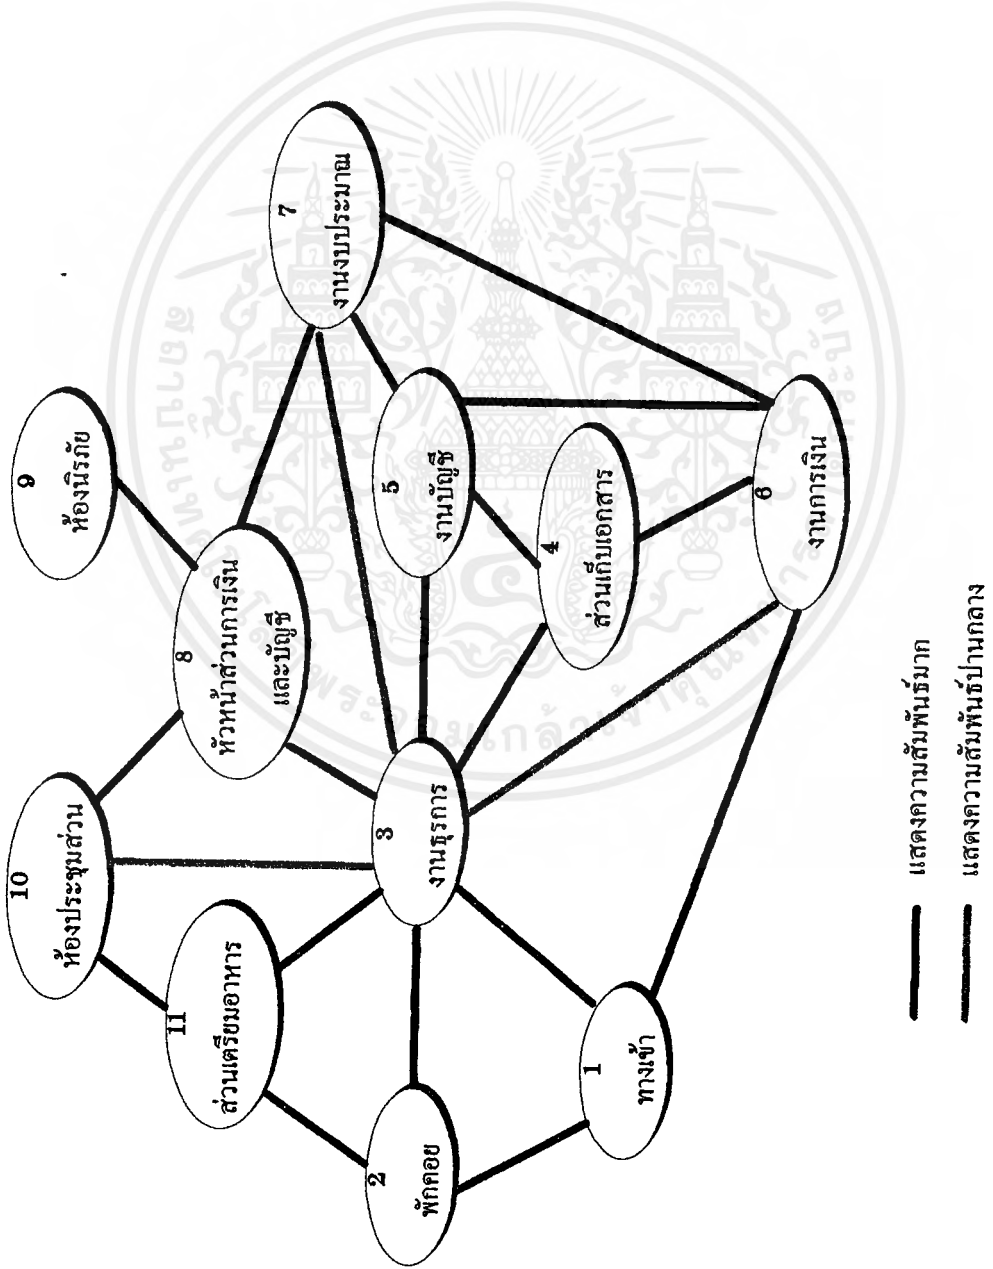 9
ห้องนิรภัย
7
งานงบประมาณ
10
ห้องประชุมส่วน
8
หัวหน้าส่วนการเงิน
และบัญชี
5
งานบัญชี
11
ส่วนเตรียมอาหาร
3
งานธุรการ
4
ส่วนเก็บเอกสาร
2
พักคอย
6
งานการเงิน
1
ทางเข้า
แสดงความสัมพันธ์มาก
แสดงความสัมพันธ์ปานกลาง